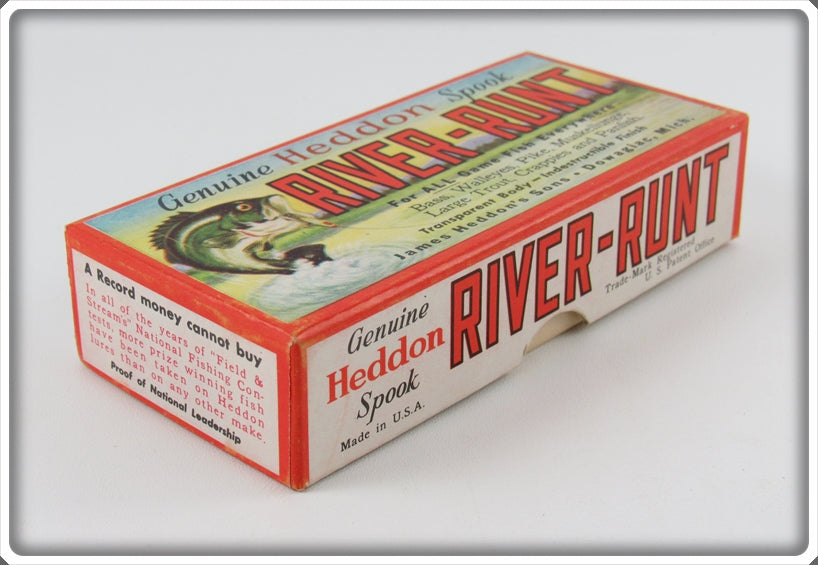 Genuine Heddon Spook
RIVER-RUNT
For ALL Game Fish Everywhere
Bass, Walleyes, Pike, Muskellunge,
Large Trout, Crappies and Panfish
Transparent Body—Indestructible Finish
James Heddon's Sons - Dowagiac, Mich.
A Record money cannot buy
In all of the years of "Field &
Stream's" National Fishing Con-
tests, more prize winning fish
have been taken on Heddon
lures than on any other make.
Proof of National Leadership
Genuine
Heddon
Spook
Made in U.S.A.
RIVER-RUNT
Trade-Mark Registered
U. S. Patent Office